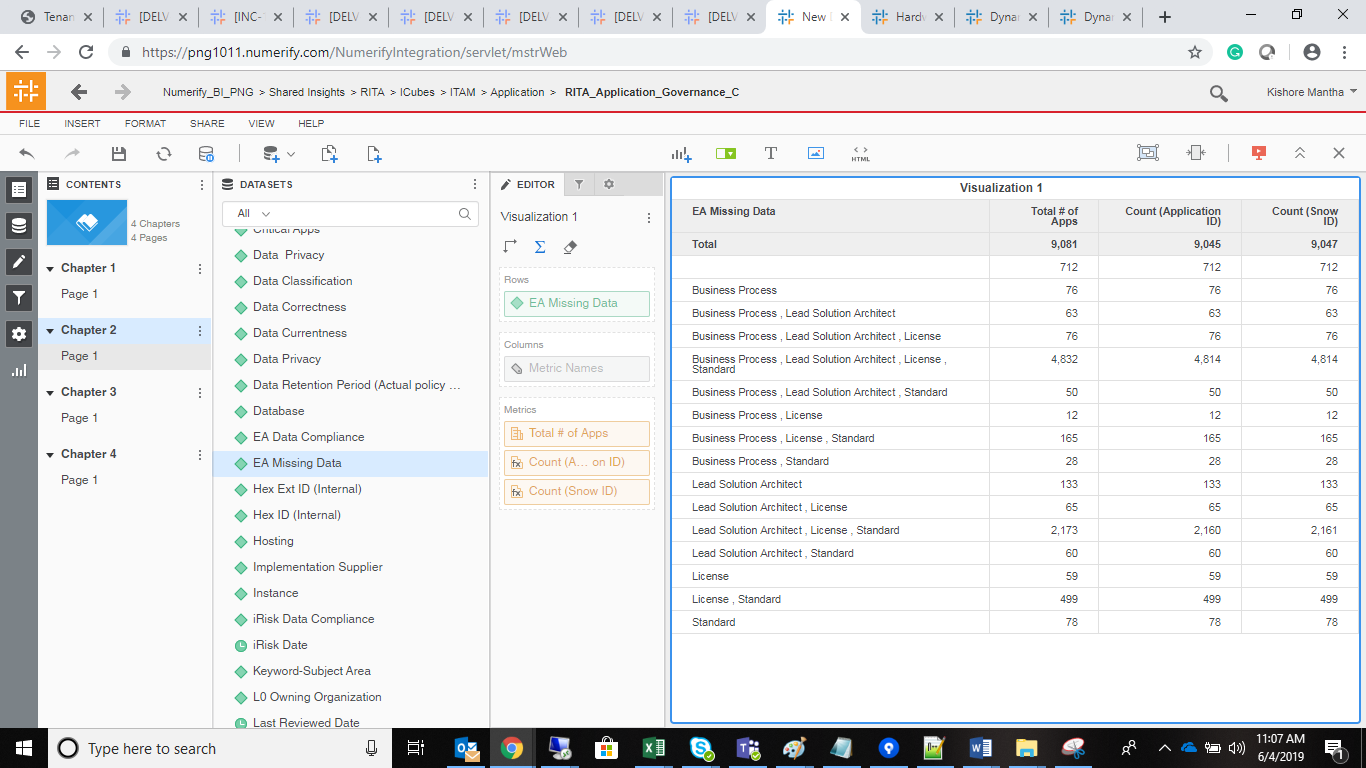 Tenan
[DELV
[INC-
[DELV
[DELV
[DELV
[DELV
[DELV
New
Hardw
Dynar
Dynar
https://png1011.numerify.com/NumerifyIntegration/servlet/mstrWeb
Numerify_BI_PNG > Shared Insights > RITA > ICubes > ITAM > Application > RITA_Application_Governance_C
Kishore Mantha
FILE INSERT FORMAT SHARE VIEW HELP
T
< >
HTML
CONTENTS
4 Chapters
4 Pages
Chapter 1
Page 1
Chapter 2
Page 1
Chapter 3
Page 1
Chapter 4
Page 1
DATASETS
All
Critical Apps
Data Privacy
Data Classification
Data Correctness
Data Currentness
Data Privacy
Data Retention Period (Actual policy ...
Database
EA Data Compliance
EA Missing Data
Hex Ext ID (Internal)
Hex ID (Internal)
Hosting
Implementation Supplier
Instance
iRisk Data Compliance
iRisk Date
Keyword-Subject Area
L0 Owning Organization
Last Reviewed Date
EDITOR
Visualization 1
Rows
EA Missing Data
Columns
Metric Names
Metrics
Total # of Apps
Count (A... on ID)
Count (Snow ID)
Visualization 1
EA Missing Data Total # of Apps Count (Application ID) Count (Snow ID)
Total 9,081 9,045 9,047
712 712 712
Business Process 76 76 76
Business Process , Lead Solution Architect 63 63 63
Business Process , Lead Solution Architect , License 76 76 76
Business Process , Lead Solution Architect , License , Standard 4,832 4,814 4,814
Business Process , Lead Solution Architect , Standard 50 50 50
Business Process , License 12 12 12
Business Process , License , Standard 165 165 165
Business Process , Standard 28 28 28
Lead Solution Architect 133 133 133
Lead Solution Architect , License 65 65 65
Lead Solution Architect , License , Standard 2,173 2,160 2,161
Lead Solution Architect , Standard 60 60 60
License 59 59 59
License , Standard 499 499 499
Standard 78 78 78
Type here to search
11:07 AM
6/4/2019
1